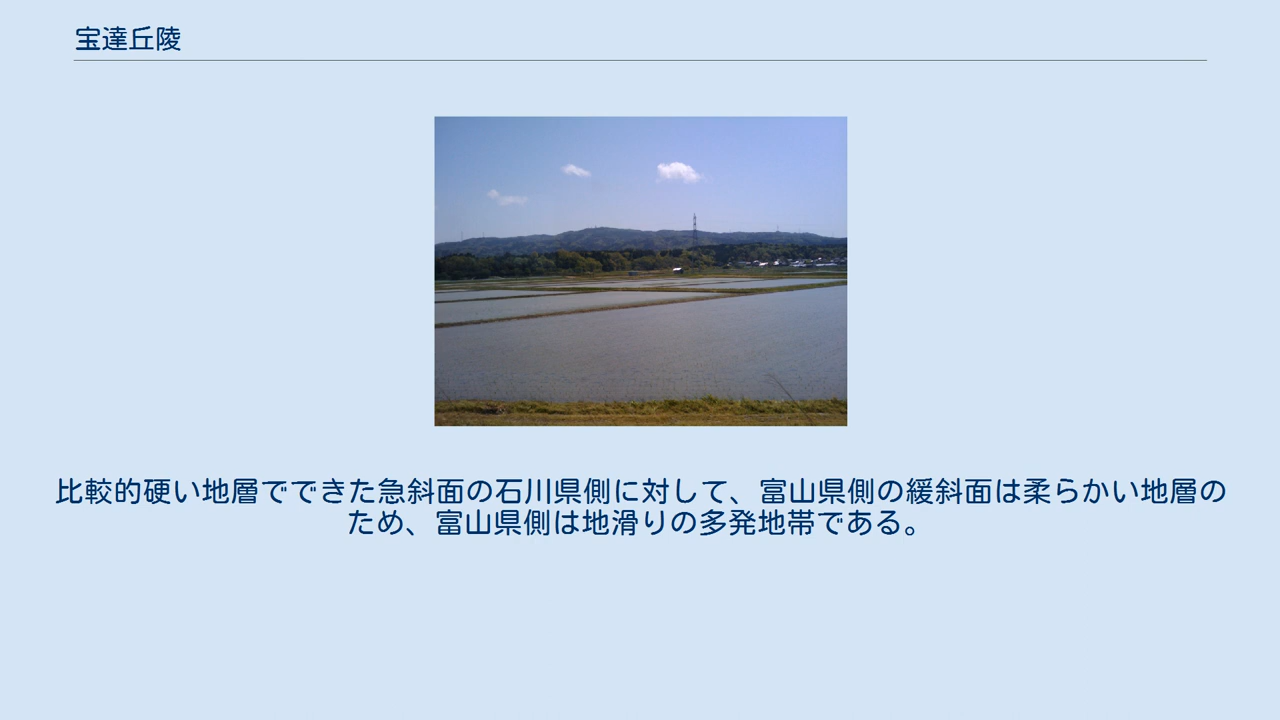 宝達丘陵
比較的硬い地層でできた急斜面の石川県側に対して、富山県側の緩斜面は柔らかい地層の
ため、富山県側は地滑りの多発地帯である。